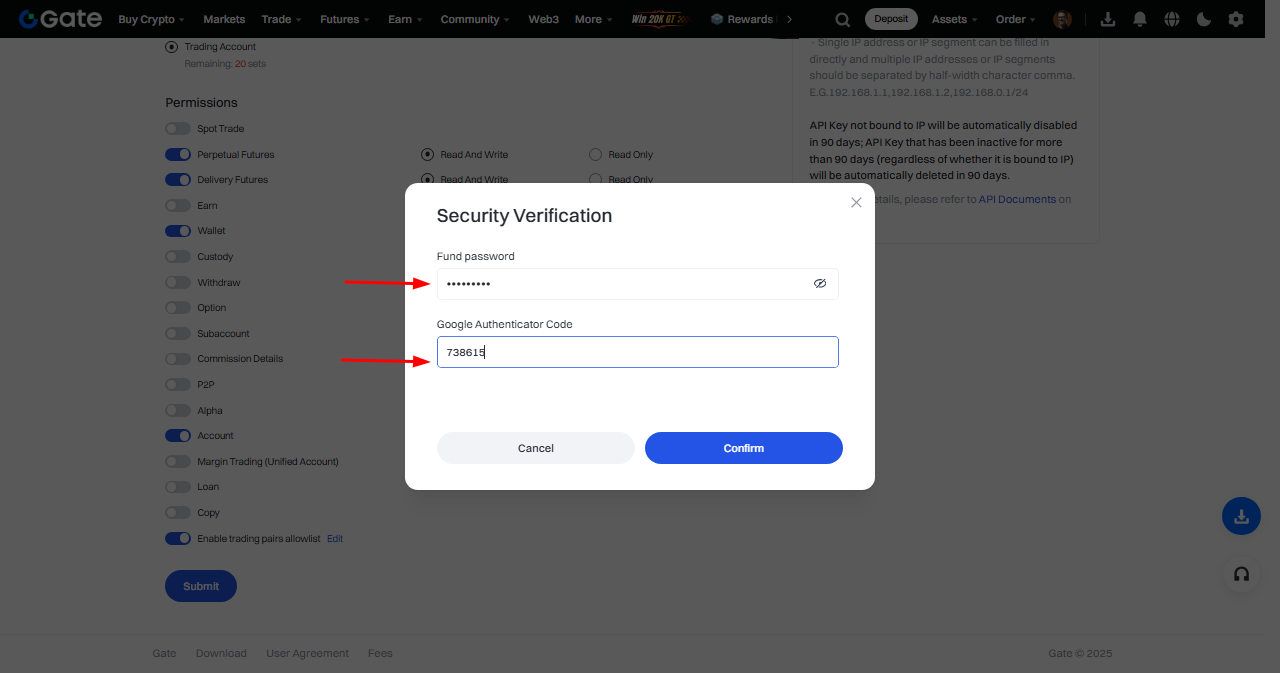 Gate
Buy Crypto
Markets
Trade
Futures
Earn
Community
Web3
More
Win 20K GT
Rewards
Deposit
Assets
Order
Trading Account
Remaining: 20 sets
Permissions
Spot Trade
Perpetual Futures Read And Write Read Only
Delivery Futures Read And Write Read Only
Earn
Wallet
Custody
Withdraw
Option
Subaccount
Commission Details
P2P
Alpha
Account
Margin Trading (Unified Account)
Loan
Copy
Enable trading pairs allowlist Edit
Submit
- Single IP address or IP segment can be filled in
directly and multiple IP addresses or IP segments
should be separated by half-width character comma.
E.G.192.168.1.1,192.168.1.2,192.168.0.1/24
API Key not bound to IP will be automatically disabled
in 90 days; API Key that has been inactive for more
than 90 days (regardless of whether it is bound to IP)
will be automatically deleted in 90 days.
etails, please refer to API Documents on
Security Verification
Fund password
•••••••••
Google Authenticator Code
738615
Cancel
Confirm
Gate
Download
User Agreement
Fees
Gate © 2025